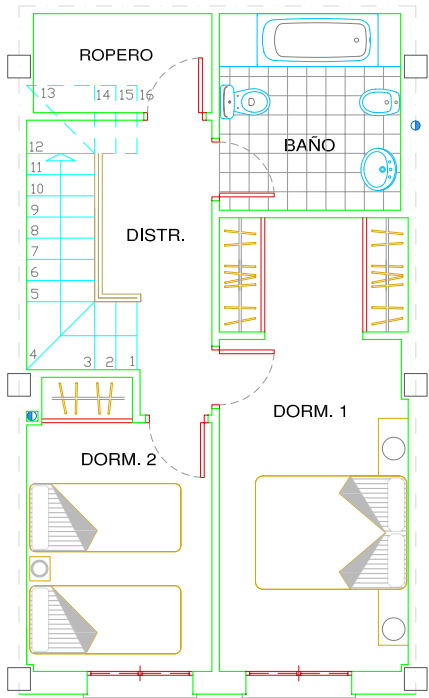 ROPERO
13
14 15 16
12
BAÑO
11
10
9
DISTR.
8
7
6
5
4
3 2 1
DORM. 1
DORM. 2